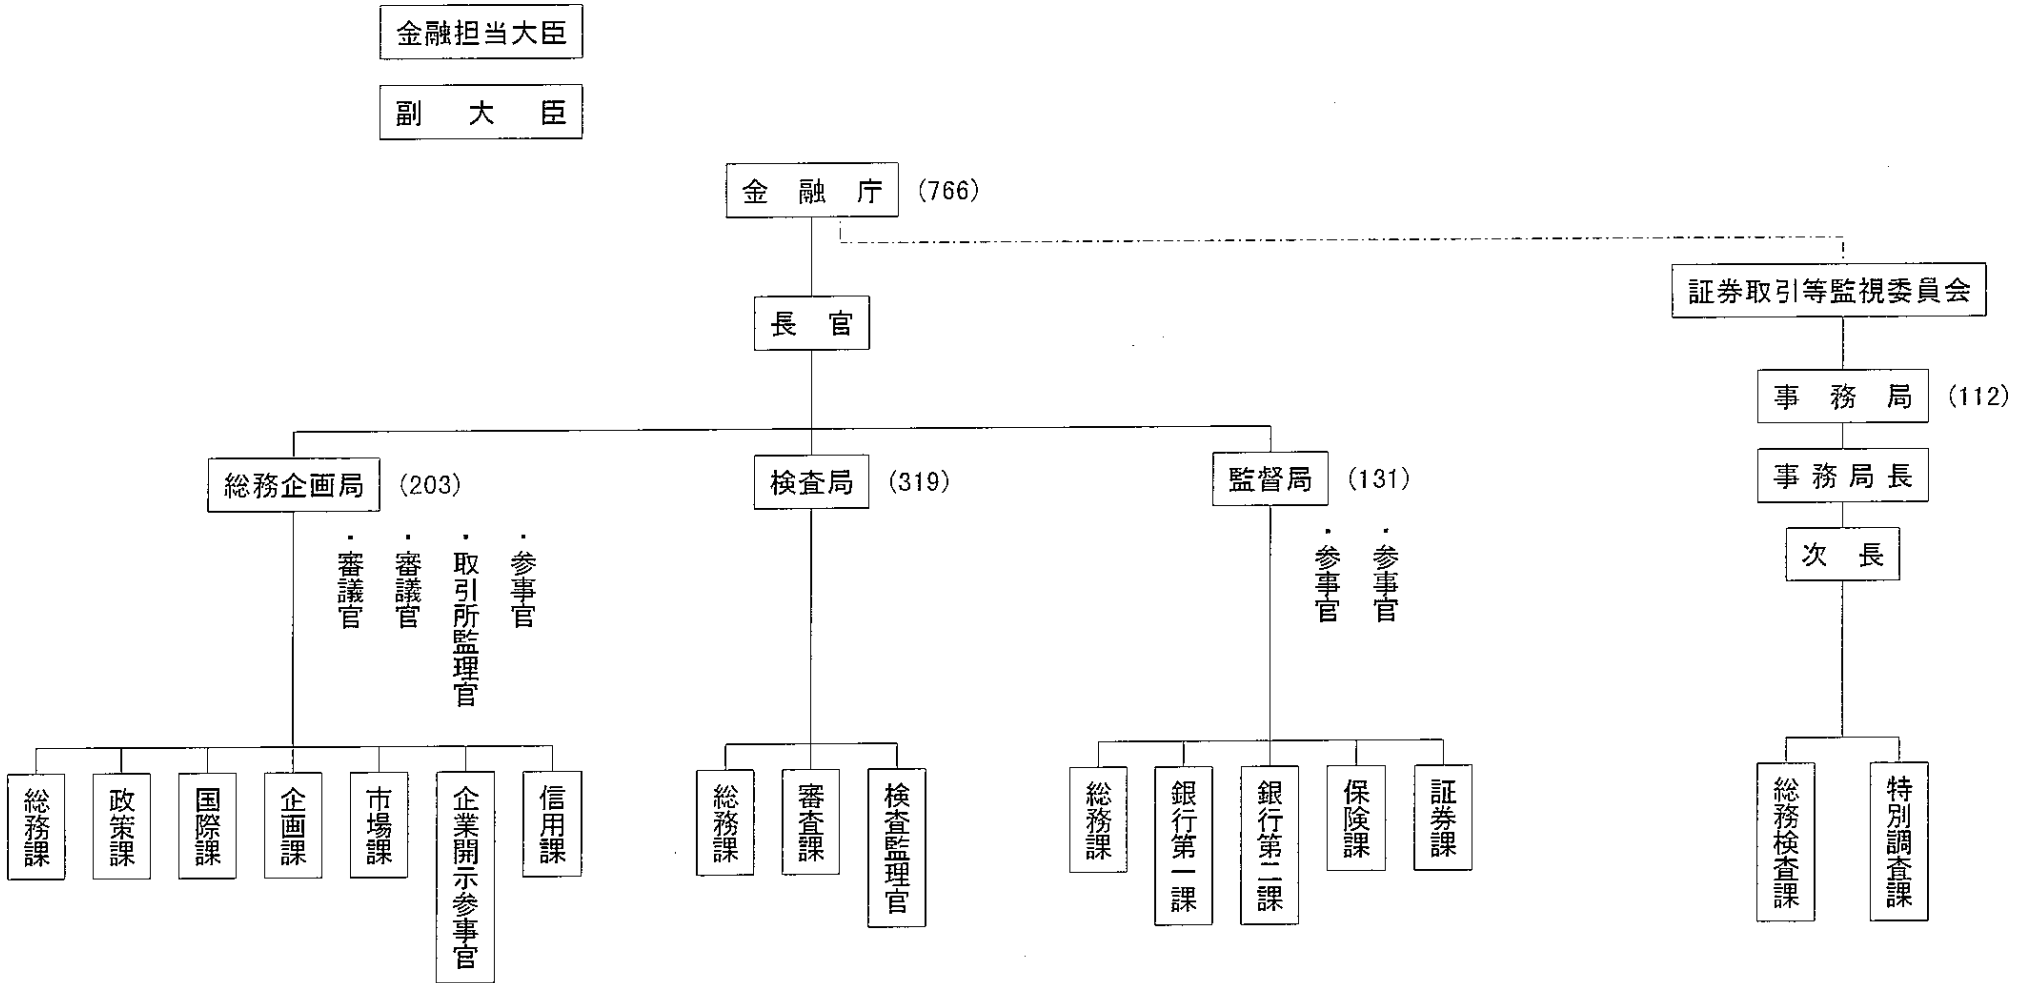 金融担当大臣
副大臣
金融庁 (766)
証券取引等監視委員会
長官
事務局 (112)
総務企画局 (203)
検査局 (319)
監督局 (131)
事務局長
次長
・審議官
・審議官
・取引所監理官
・参事官
・参事官
・参事官
総務課
政策課
国際課
企画課
市場課
企業開示参事官
信用課
総務課
審査課
検査監理官
総務課
銀行第一課
銀行第二課
保険課
証券課
総務検査課
特別調査課